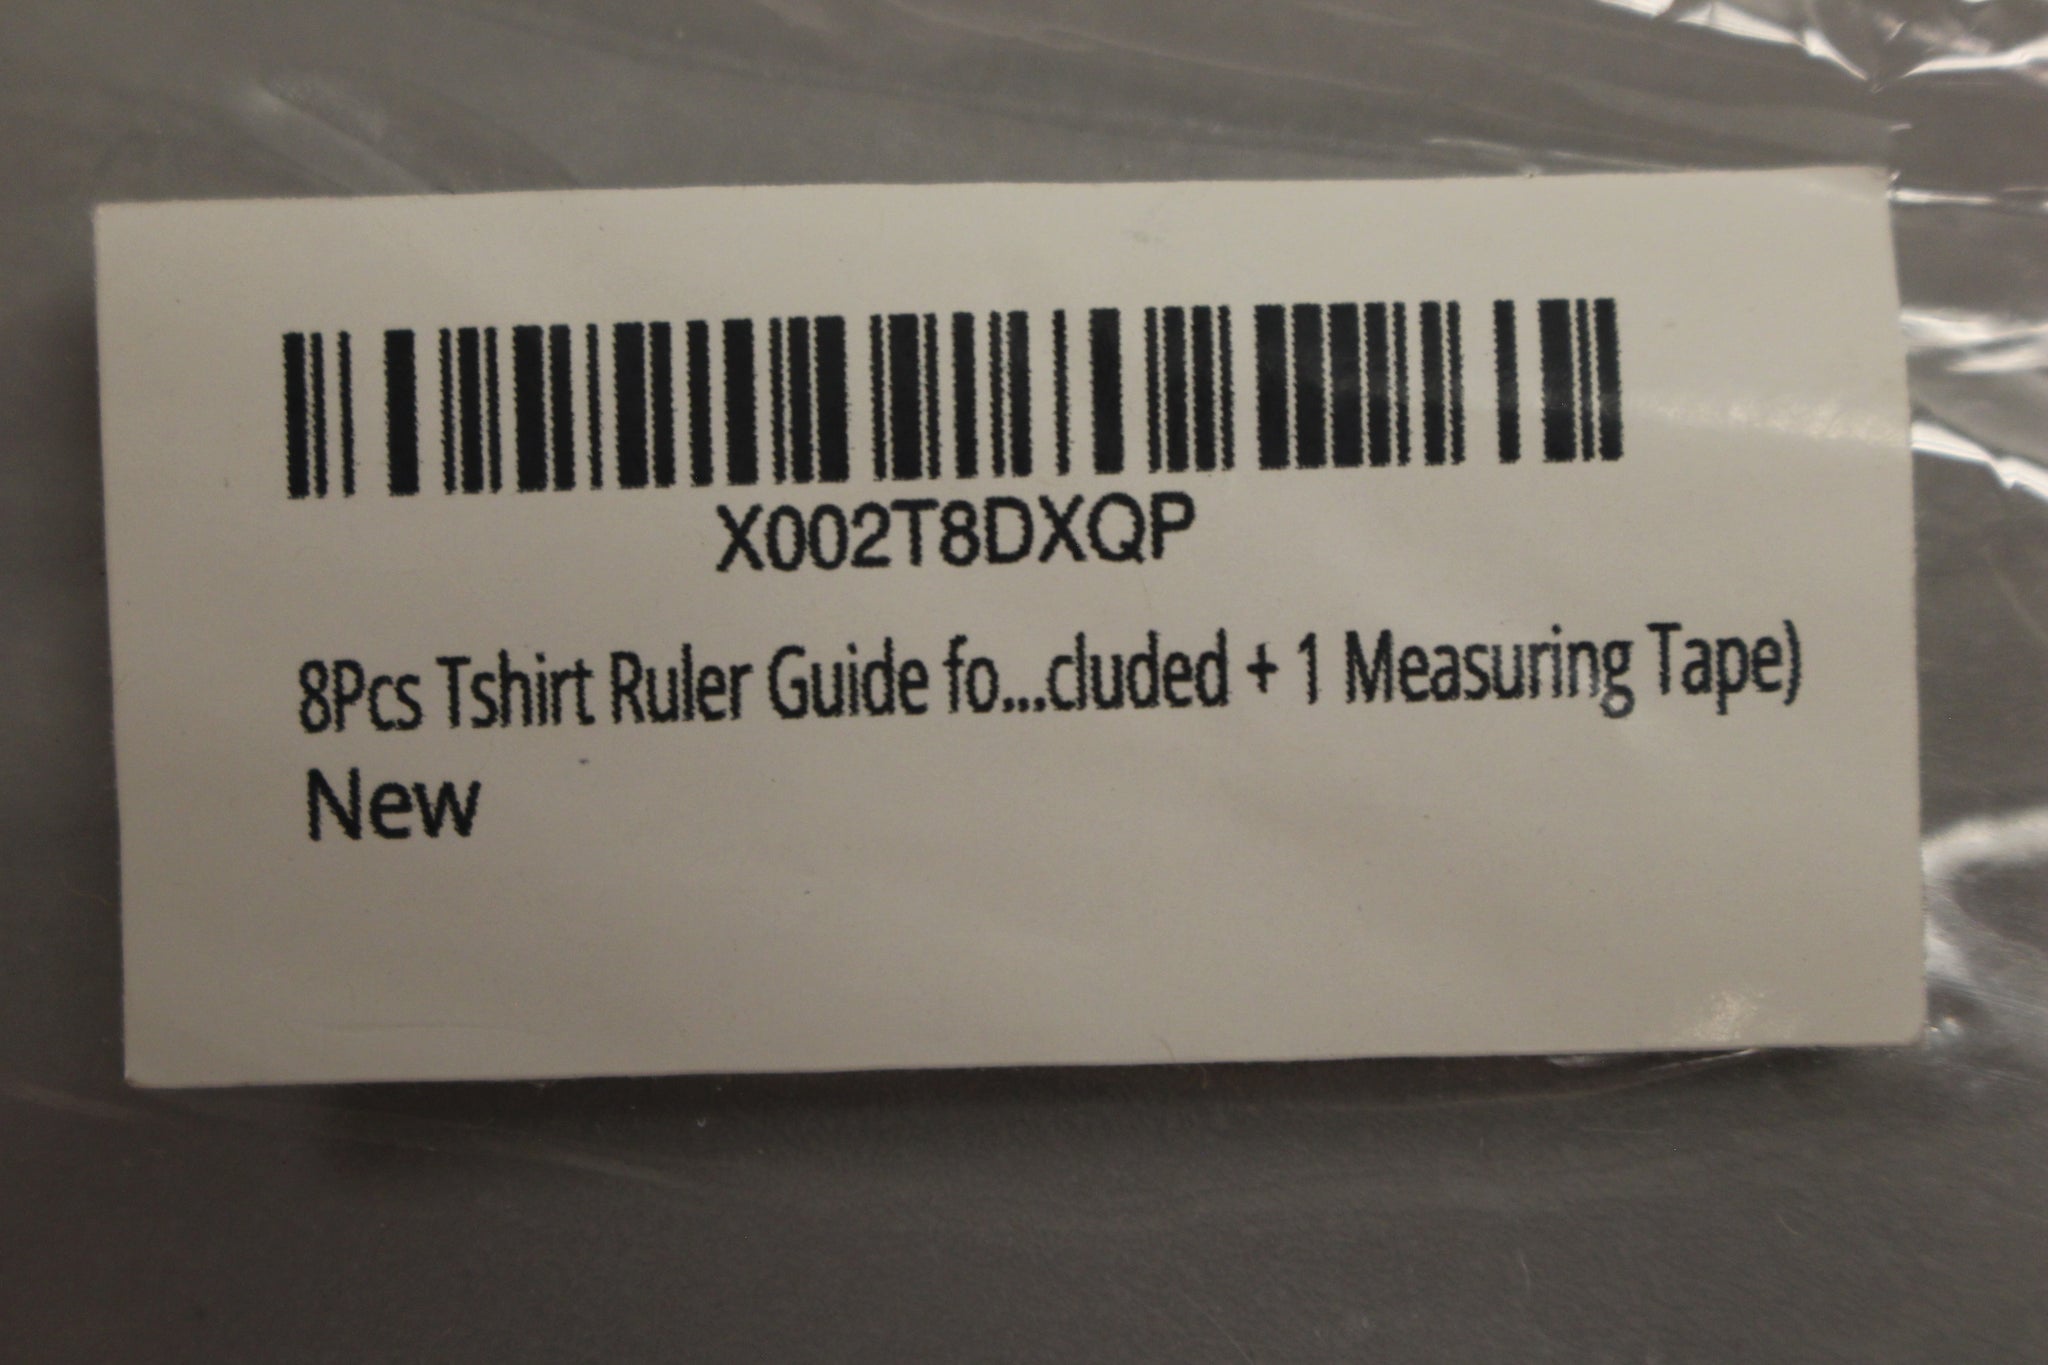 X002T8DXQP
8Pcs Tshirt Ruler Guide fo...cluded + 1 Measuring Tape)
New